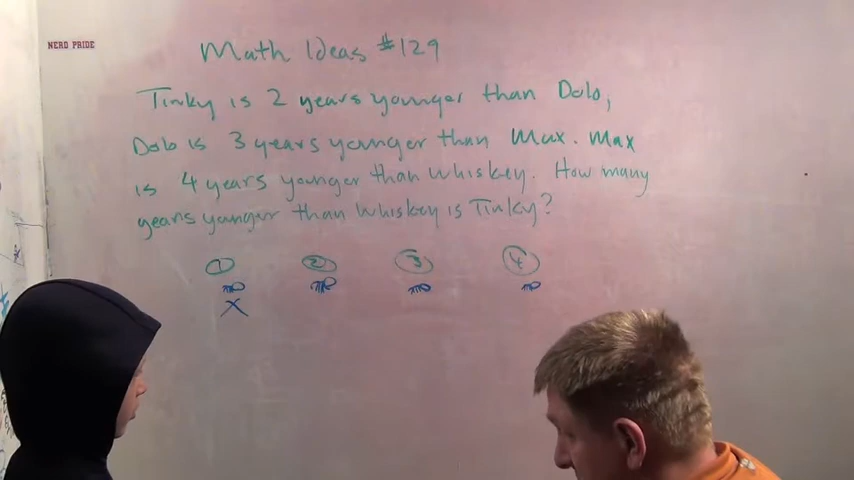 NERD PRIDE
Math Ideas #129
Tinky is 2 years younger than Dolo,
Dolo is 3 years younger than Max. Max
is 4 years younger than Whiskey. How many
years younger than Whiskey is Tinky?
1 2 3 4
X